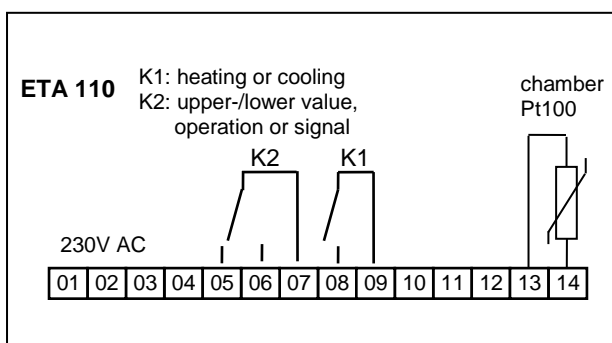 ETA 110
K1: heating or cooling
K2: upper-/lower value,
operation or signal
chamber
Pt100
K2 K1
230V AC
01 02 03 04 05 06 07 08 09 10 11 12 13 14